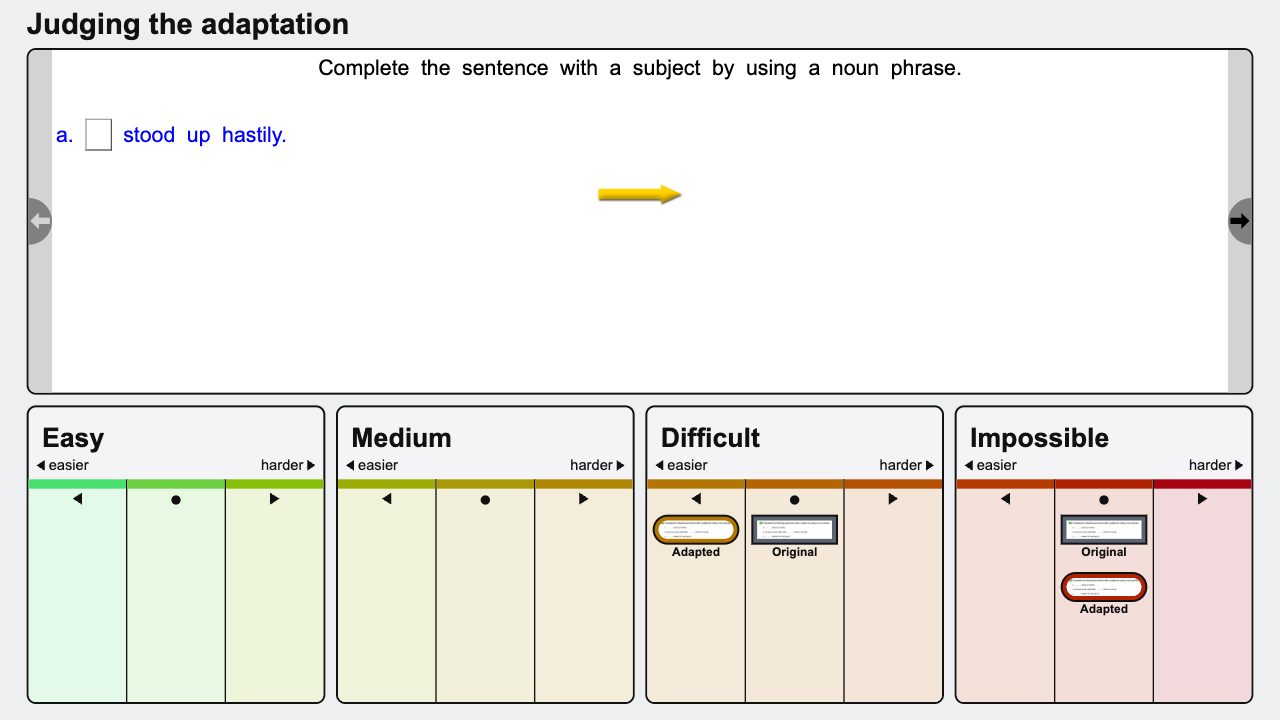 Judging the adaptation
Complete the sentence with a subject by using a noun phrase.
a. stood up hastily.
Easy
easier harder
Medium
easier harder
Difficult
easier harder
Impossible
easier harder
Adapted Original
Original
Adapted